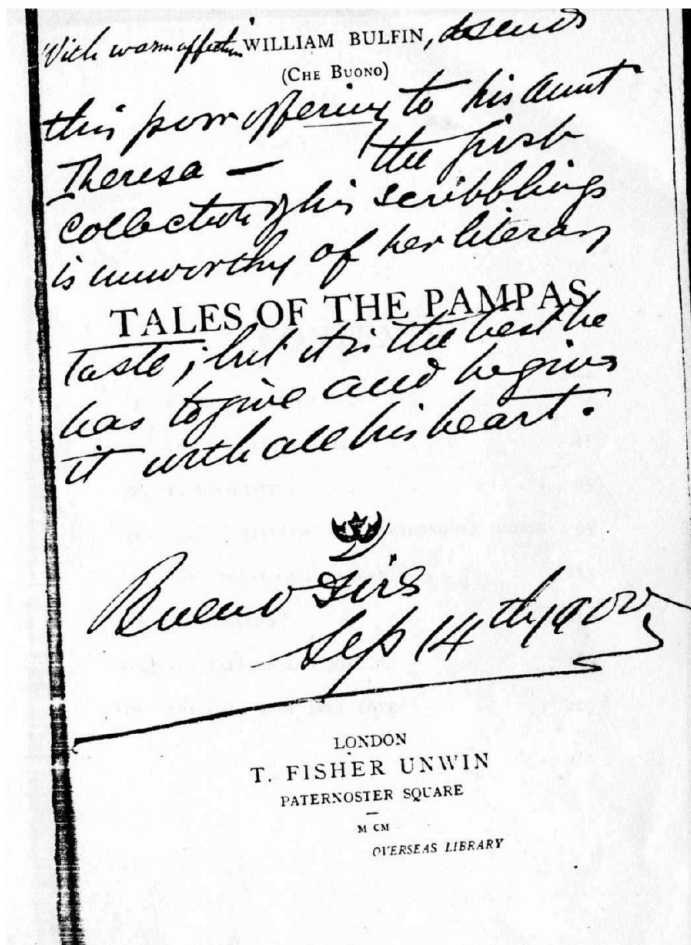 With warm affection WILLIAM BULFIN, sends
(CHE BUONO)
this poor offering to his Aunt
Theresa — the first
collection of his scribblings
is unworthy of her literary
TALES OF THE PAMPAS
taste; but it is the best he
has to give and he gives
it with all his heart.
Buenos Aires
Sep 14th, 1900
LONDON
T. FISHER UNWIN
PATERNOSTER SQUARE
M CM
OVERSEAS LIBRARY